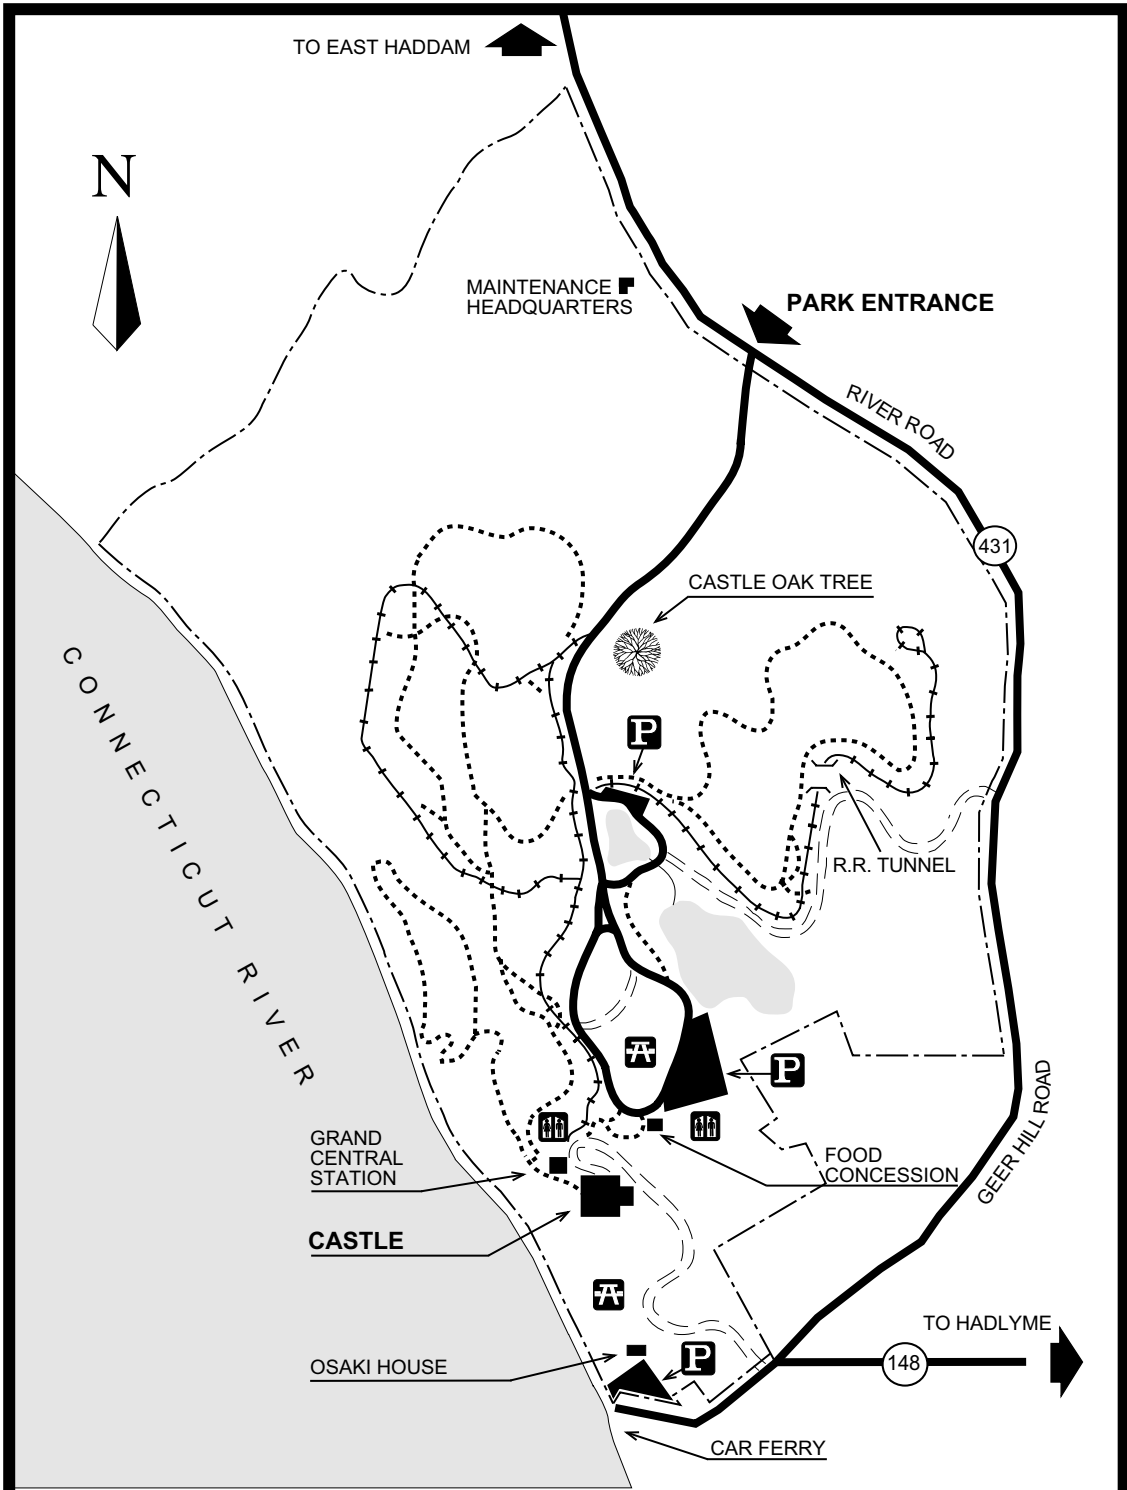 TO EAST HADDAM
N
MAINTENANCE
HEADQUARTERS
PARK ENTRANCE
RIVER ROAD
431
CASTLE OAK TREE
CONNECTICUT RIVER
P
R.R. TUNNEL
P
GEER HILL ROAD
GRAND
CENTRAL
STATION
FOOD
CONCESSION
CASTLE
TO HADLYME
OSAKI HOUSE
P
148
CAR FERRY